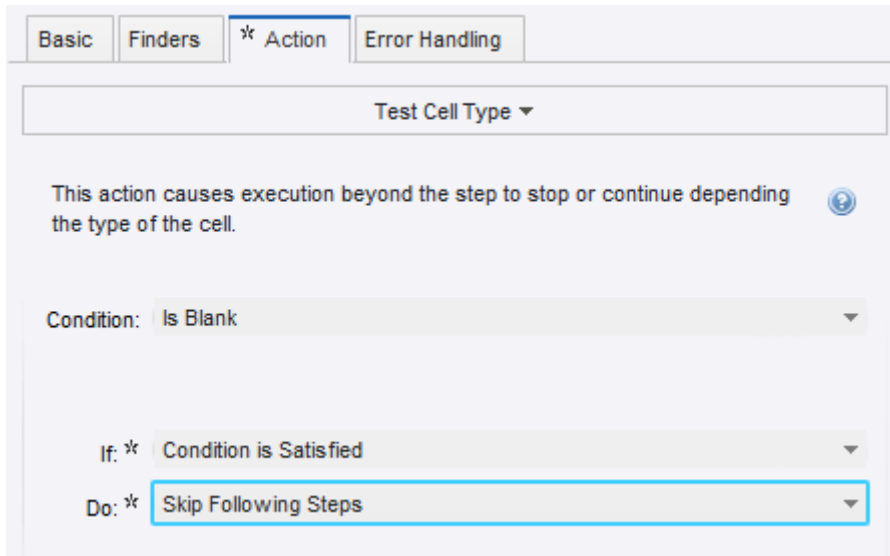 Basic Finders * Action Error Handling
Test Cell Type
This action causes execution beyond the step to stop or continue depending
the type of the cell.
Condition: Is Blank
If: * Condition is Satisfied
Do: * Skip Following Steps